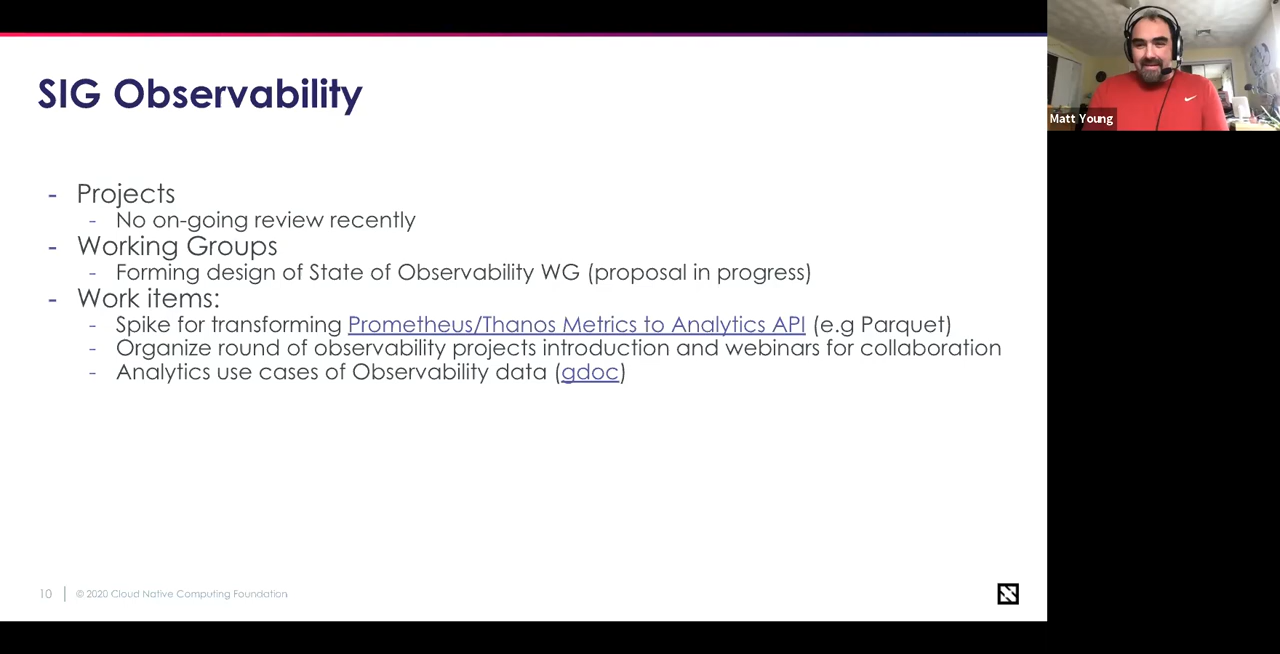 SIG Observability
Matt Young
- Projects
- No on-going review recently
- Working Groups
- Forming design of State of Observability WG (proposal in progress)
- Work items:
- Spike for transforming Prometheus/Thanos Metrics to Analytics API (e.g Parquet)
- Organize round of observability projects introduction and webinars for collaboration
- Analytics use cases of Observability data (gdoc)
10 | © 2020 Cloud Native Computing Foundation